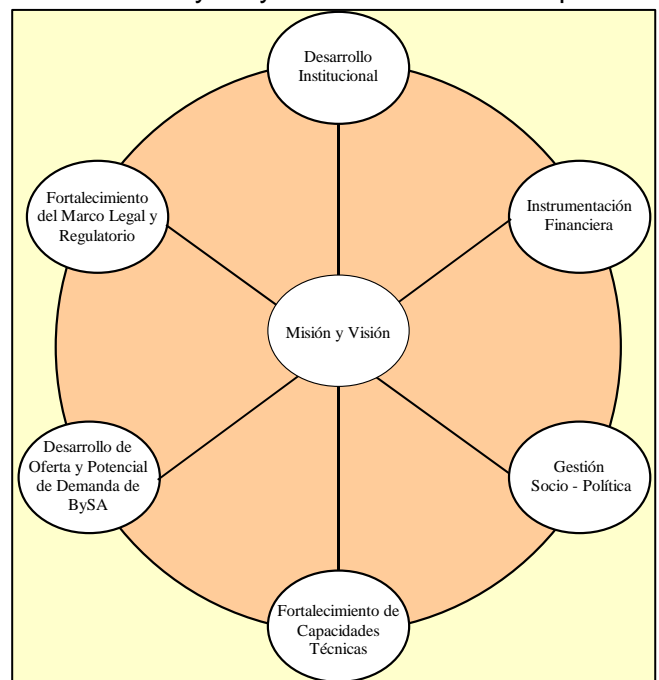 Desarrollo
Institucional
Fortalecimiento
del Marco Legal y
Regulatorio
Instrumentación
Financiera
Misión y Visión
Desarrollo de
Oferta y Potencial
de Demanda de
BySA
Gestión
Socio - Política
Fortalecimiento de
Capacidades
Técnicas